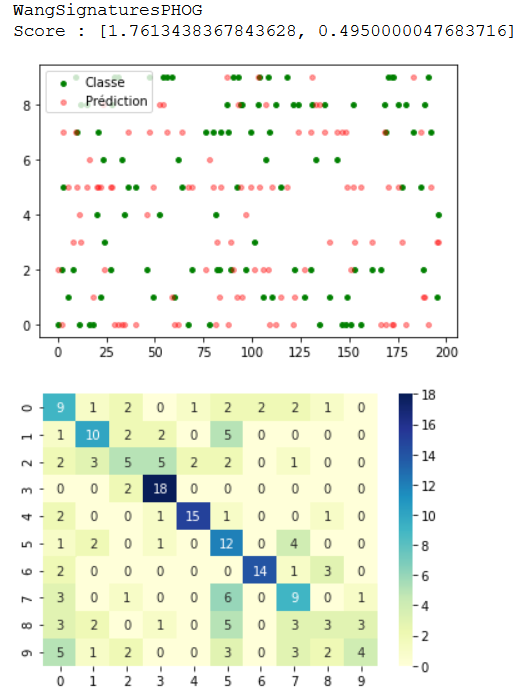 WangSignaturesPHOG
Score : [1.7613438367843628, 0.4950000047683716]
Classe
Prédiction
8
6
4
2
0
0 25 50 75 100 125 150 175 200
0 9 1 2 0 1 2 2 2 1 0
1 1 10 2 2 0 5 0 0 0 0
2 2 3 5 5 2 2 0 1 0 0
3 0 0 2 18 0 0 0 0 0 0
4 2 0 0 1 15 1 0 0 1 0
5 1 2 0 1 0 12 0 4 0 0
6 2 0 0 0 0 0 14 1 3 0
7 3 0 1 0 0 6 0 9 0 1
8 3 2 0 1 0 5 0 3 3 3
9 5 1 2 0 0 3 0 3 2 4
0 1 2 3 4 5 6 7 8 9
18
16
14
12
10
8
6
4
2
0